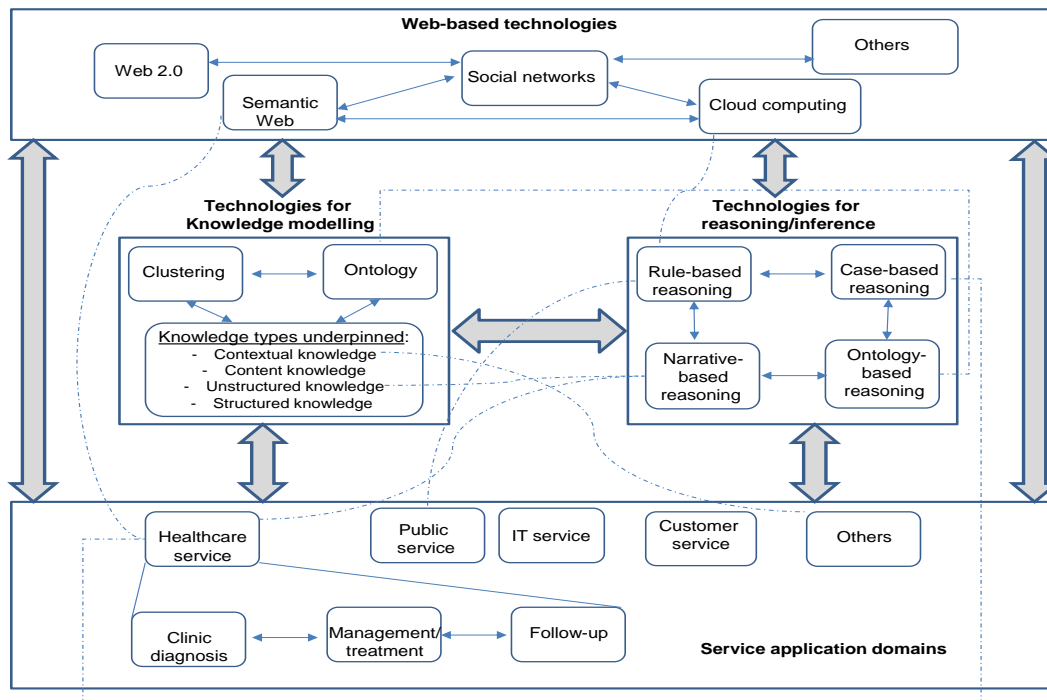 Web-based technologies
Web 2.0
Social networks
Others
Semantic
Web
Cloud computing
Technologies for
Knowledge modelling
Technologies for
reasoning/inference
Clustering
Ontology
Knowledge types underpinned:
- Contextual knowledge
- Content knowledge
- Unstructured knowledge
- Structured knowledge
Rule-based
reasoning
Case-based
reasoning
Narrative-
based
reasoning
Ontology-
based
reasoning
Healthcare
service
Public
service
IT service
Customer
service
Others
Clinic
diagnosis
Management/
treatment
Follow-up
Service application domains